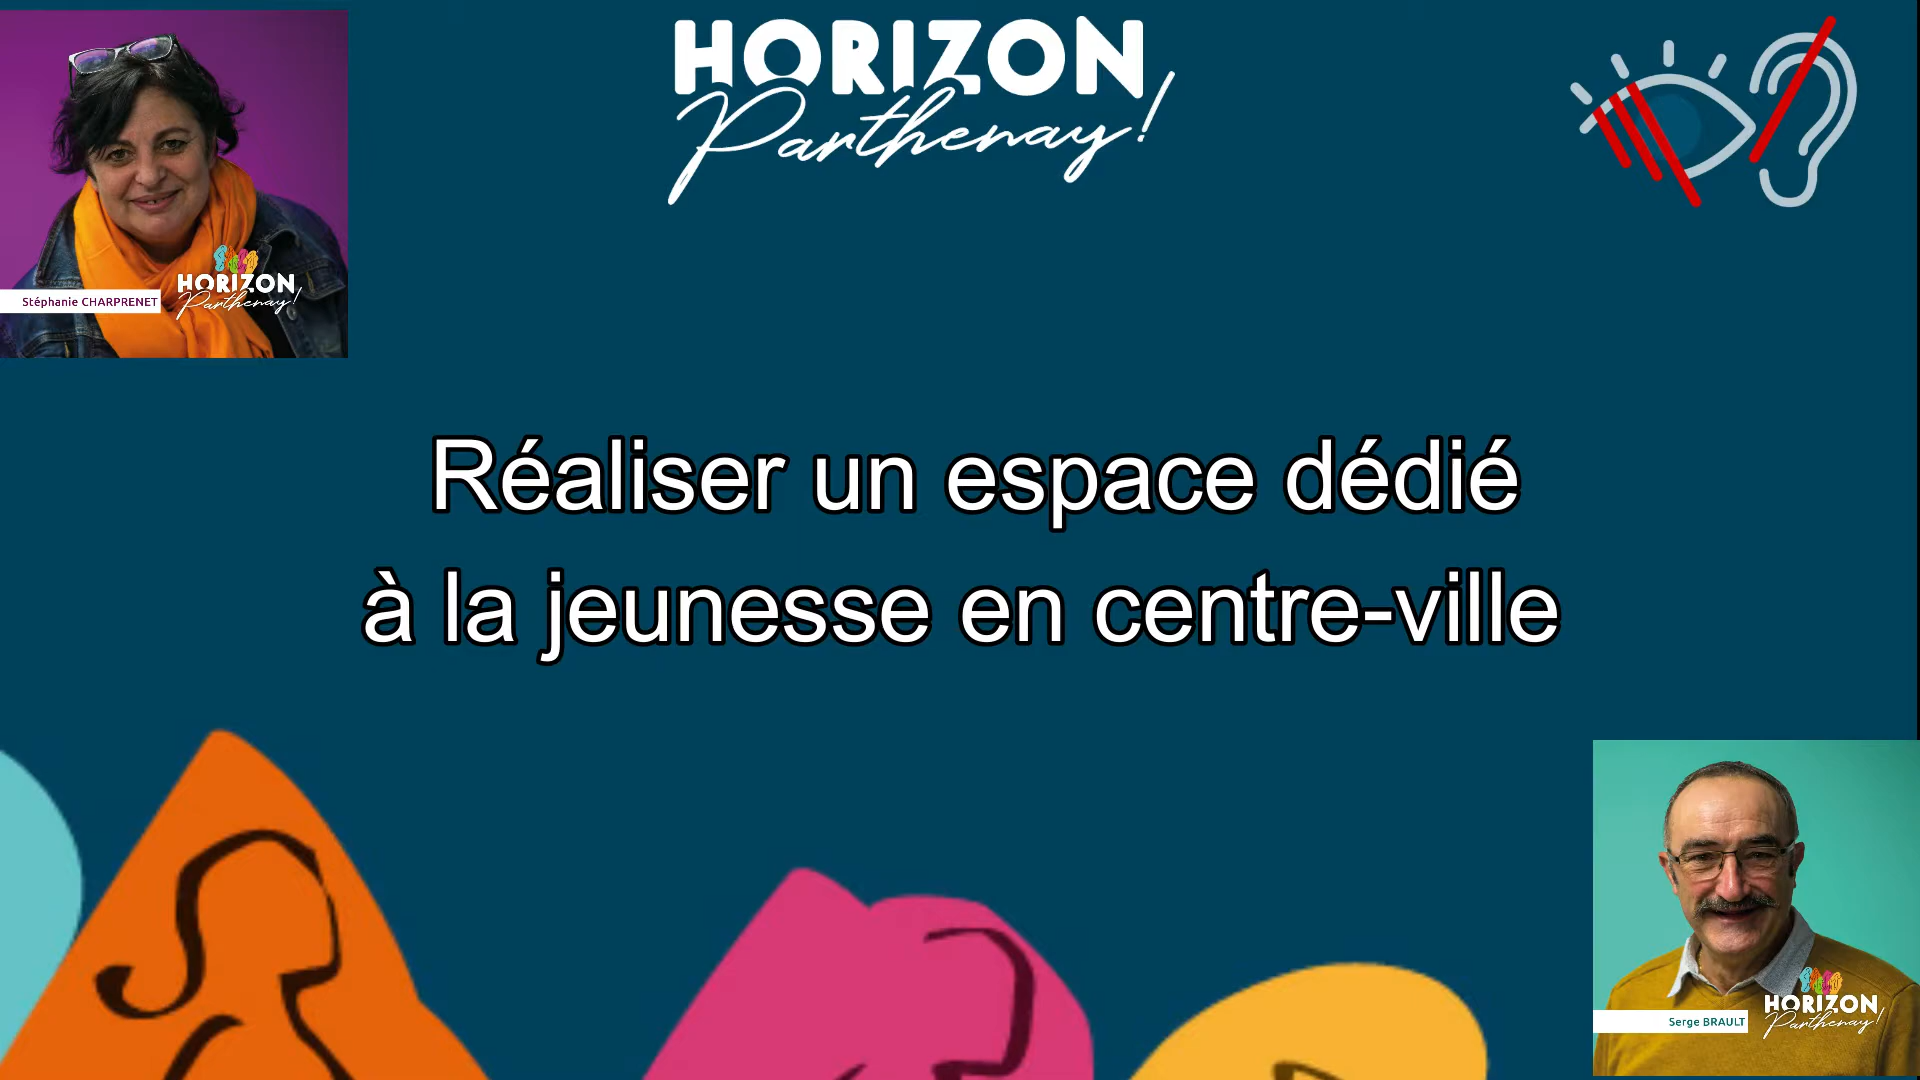 HORIZON
Parthenay!
HORIZON
Parthenay!
Stéphanie CHARPRENET
Réaliser un espace dédié
à la jeunesse en centre-ville
HORIZON
Parthenay!
Serge BRAULT